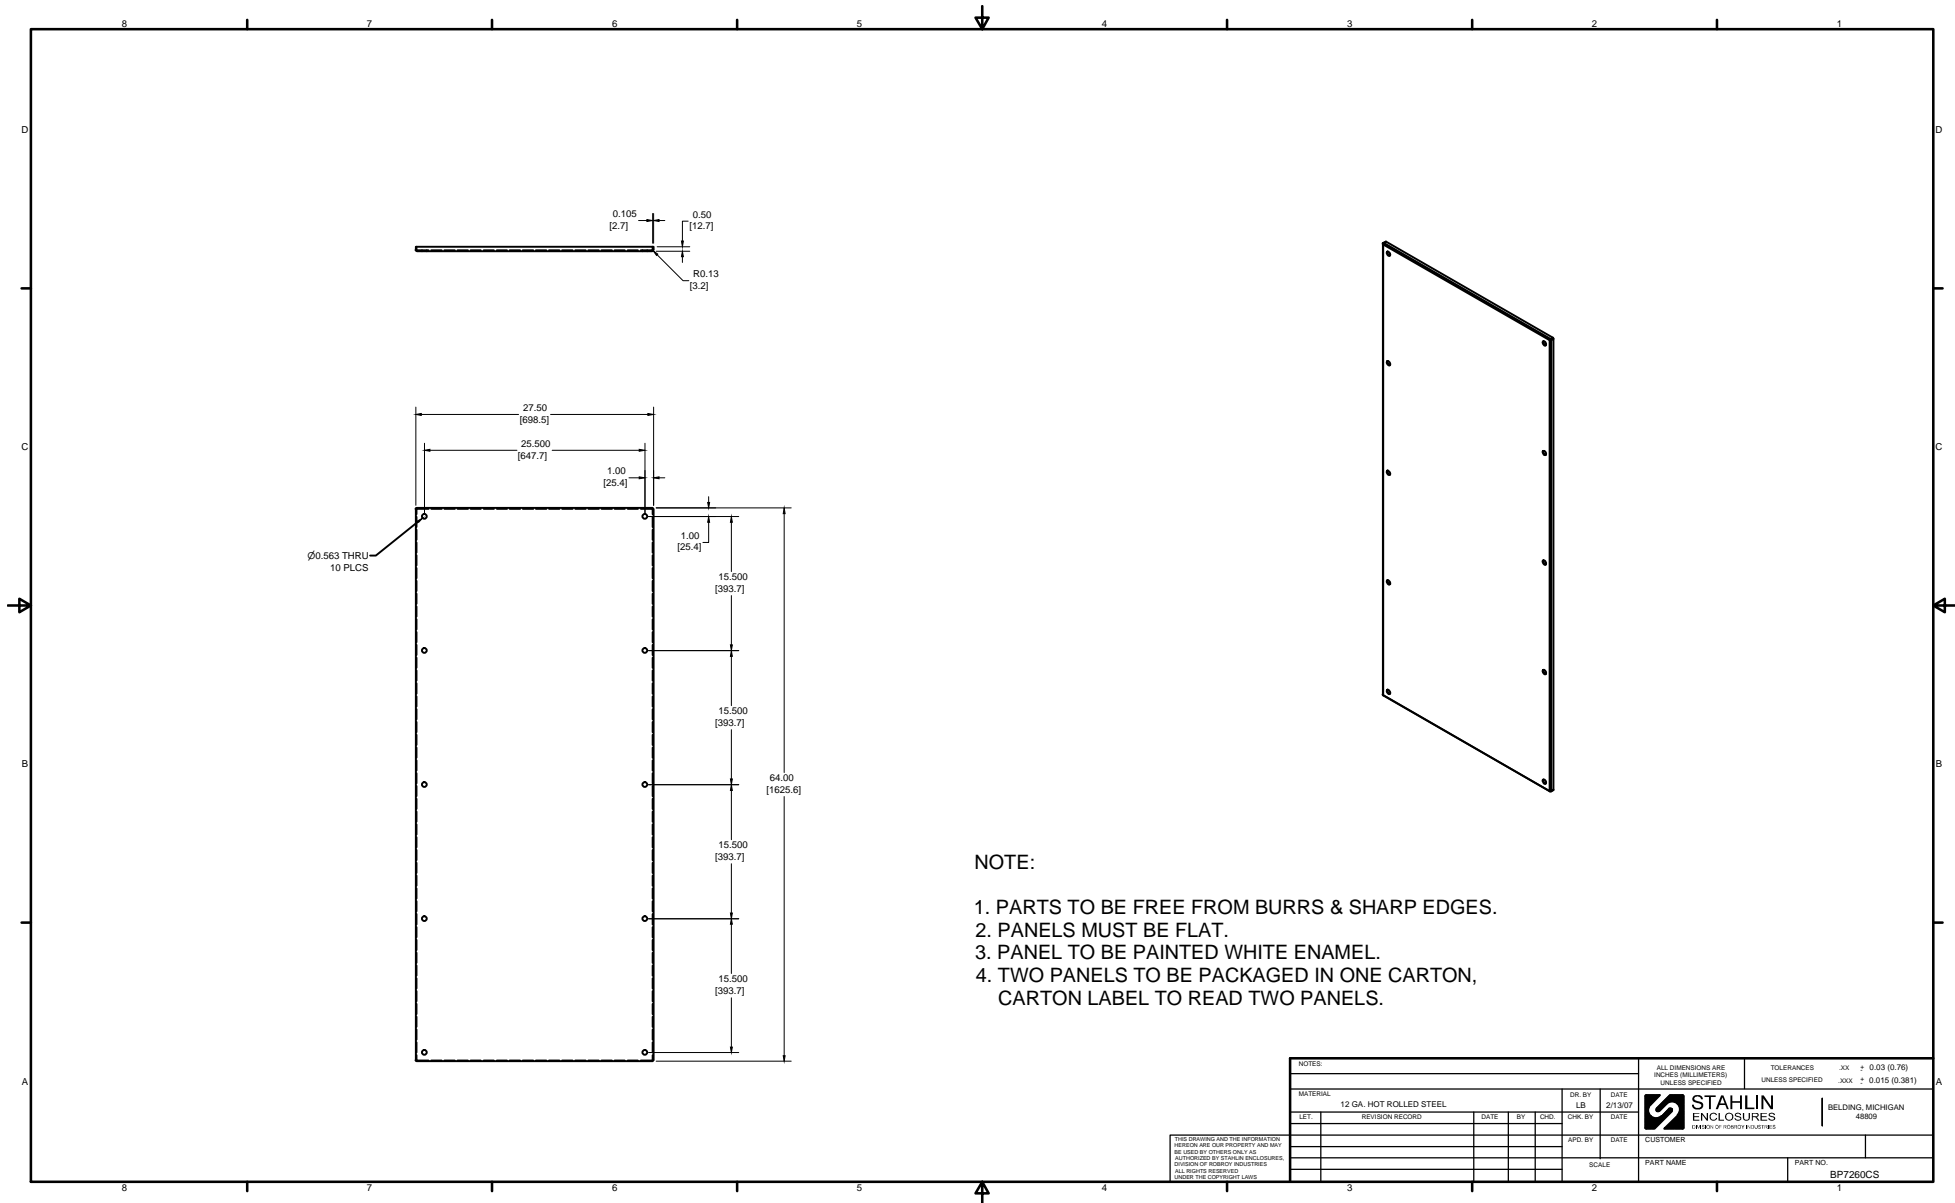 8 7 6 5 4 3 2 1
D D
C C
B B
A A
0.105
[2.7]
0.50
[12.7]
R0.13
[3.2]
27.50
[698.5]
25.500
[647.7]
1.00
[25.4]
1.00
[25.4]
Ø0.563 THRU
10 PLCS
15.500
[393.7]
15.500
[393.7]
64.00
[1625.6]
15.500
[393.7]
15.500
[393.7]
NOTE:
1. PARTS TO BE FREE FROM BURRS & SHARP EDGES.
2. PANELS MUST BE FLAT.
3. PANEL TO BE PAINTED WHITE ENAMEL.
4. TWO PANELS TO BE PACKAGED IN ONE CARTON,
CARTON LABEL TO READ TWO PANELS.
THIS DRAWING AND THE INFORMATION
HEREON ARE OUR PROPERTY AND MAY
BE USED BY OTHERS ONLY AS
AUTHORIZED BY STAHLIN ENCLOSURES,
DIVISION OF ROBROY INDUSTRIES
ALL RIGHTS RESERVED
UNDER THE COPYRIGHT LAWS
NOTES:
MATERIAL
12 GA. HOT ROLLED STEEL
LET. REVISION RECORD DATE BY CHD.
DR. BY DATE
LB 2/13/07
CHK. BY DATE
APD. BY DATE
SCALE
ALL DIMENSIONS ARE
INCHES (MILLIMETERS)
UNLESS SPECIFIED
TOLERANCES .XX ± 0.03 (0.76)
UNLESS SPECIFIED .XXX ± 0.015 (0.381)
STAHLIN
ENCLOSURES
DIVISION OF ROBROY INDUSTRIES
BELDING, MICHIGAN
48809
CUSTOMER
PART NAME
PART NO.
BP7260CS
8 7 6 5 4 3 2 1